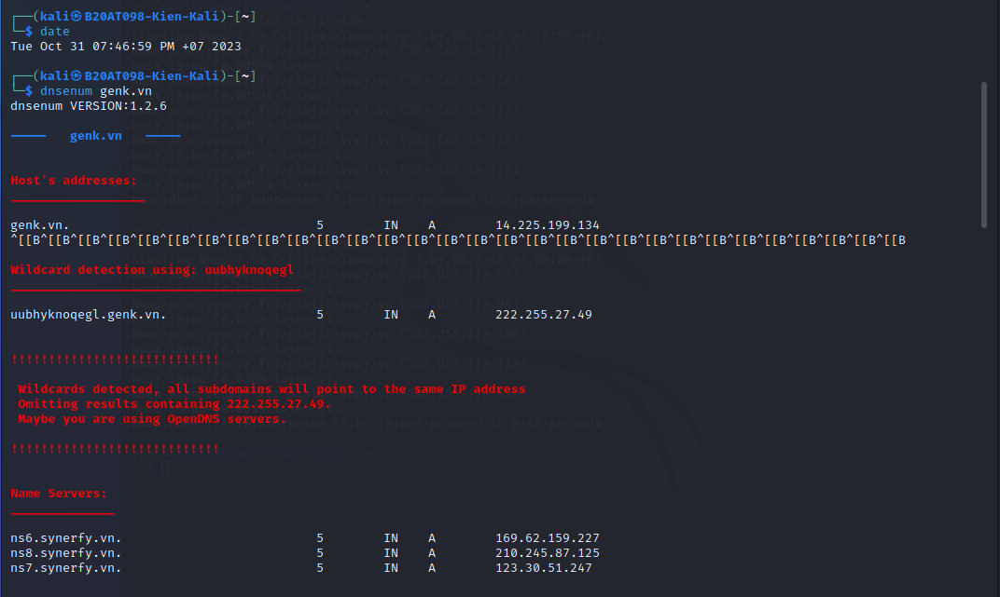 (kali㉿B20AT098-Kien-Kali)-[~]
$ date
Tue Oct 31 07:46:59 PM +07 2023
(kali㉿B20AT098-Kien-Kali)-[~]
$ dnsenum genk.vn
dnsenum VERSION:1.2.6
----- genk.vn -----
Host's addresses:
genk.vn. 5 IN A 14.225.199.134
^[[B^[[B^[[B^[[B^[[B^[[B^[[B^[[B^[[B^[[B^[[B^[[B^[[B^[[B^[[B^[[B^[[B^[[B^[[B^[[B^[[B^[[B^[[B^[[B^[[B^[[B^[[B^[[B^[[B^[[B
Wildcard detection using: uubhyknoqegl
uubhyknoqegl.genk.vn. 5 IN A 222.255.27.49
!!!!!!!!!!!!!!!!!!!!!!!!!!!!
Wildcards detected, all subdomains will point to the same IP address
Omitting results containing 222.255.27.49.
Maybe you are using OpenDNS servers.
!!!!!!!!!!!!!!!!!!!!!!!!!!!!
Name Servers:
ns6.synerfy.vn. 5 IN A 169.62.159.227
ns8.synerfy.vn. 5 IN A 210.245.87.125
ns7.synerfy.vn. 5 IN A 123.30.51.247